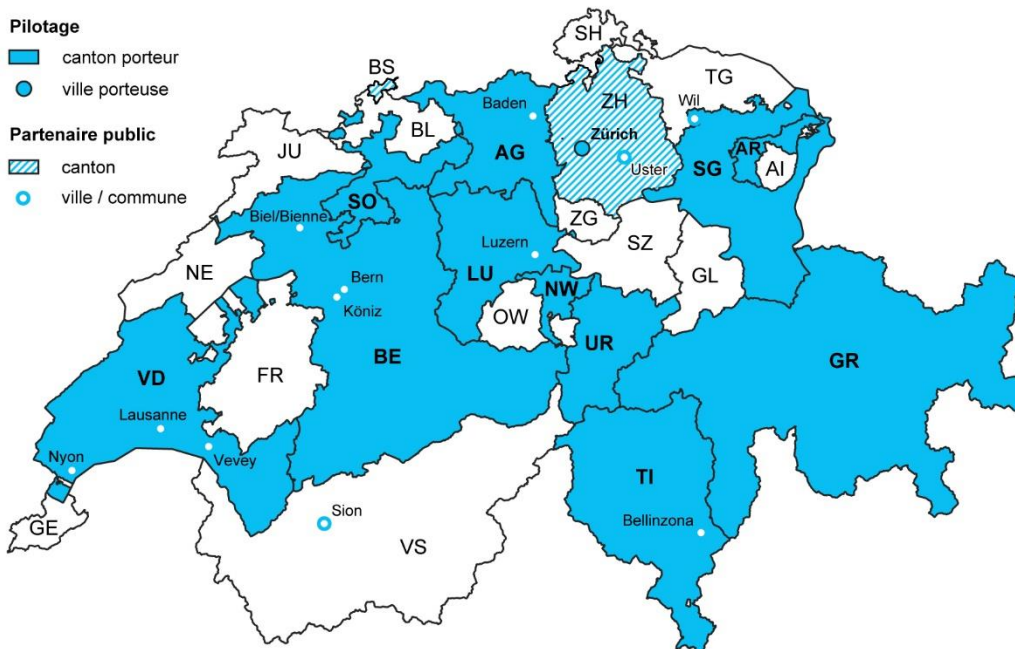 Pilotage
canton porteur
ville porteuse
Partenaire public
canton
ville / commune
SH
BS
TG
Baden
ZH
Wil
BL
Zürich
JU
AG
AR
Uster
SG
AI
SO
Biel/Bienne
ZG
SZ
Luzern
NE
LU
GL
Bern
NW
Köniz
OW
UR
BE
GR
FR
VD
Lausanne
Vevey
Nyon
TI
Sion
GE
Bellinzona
VS